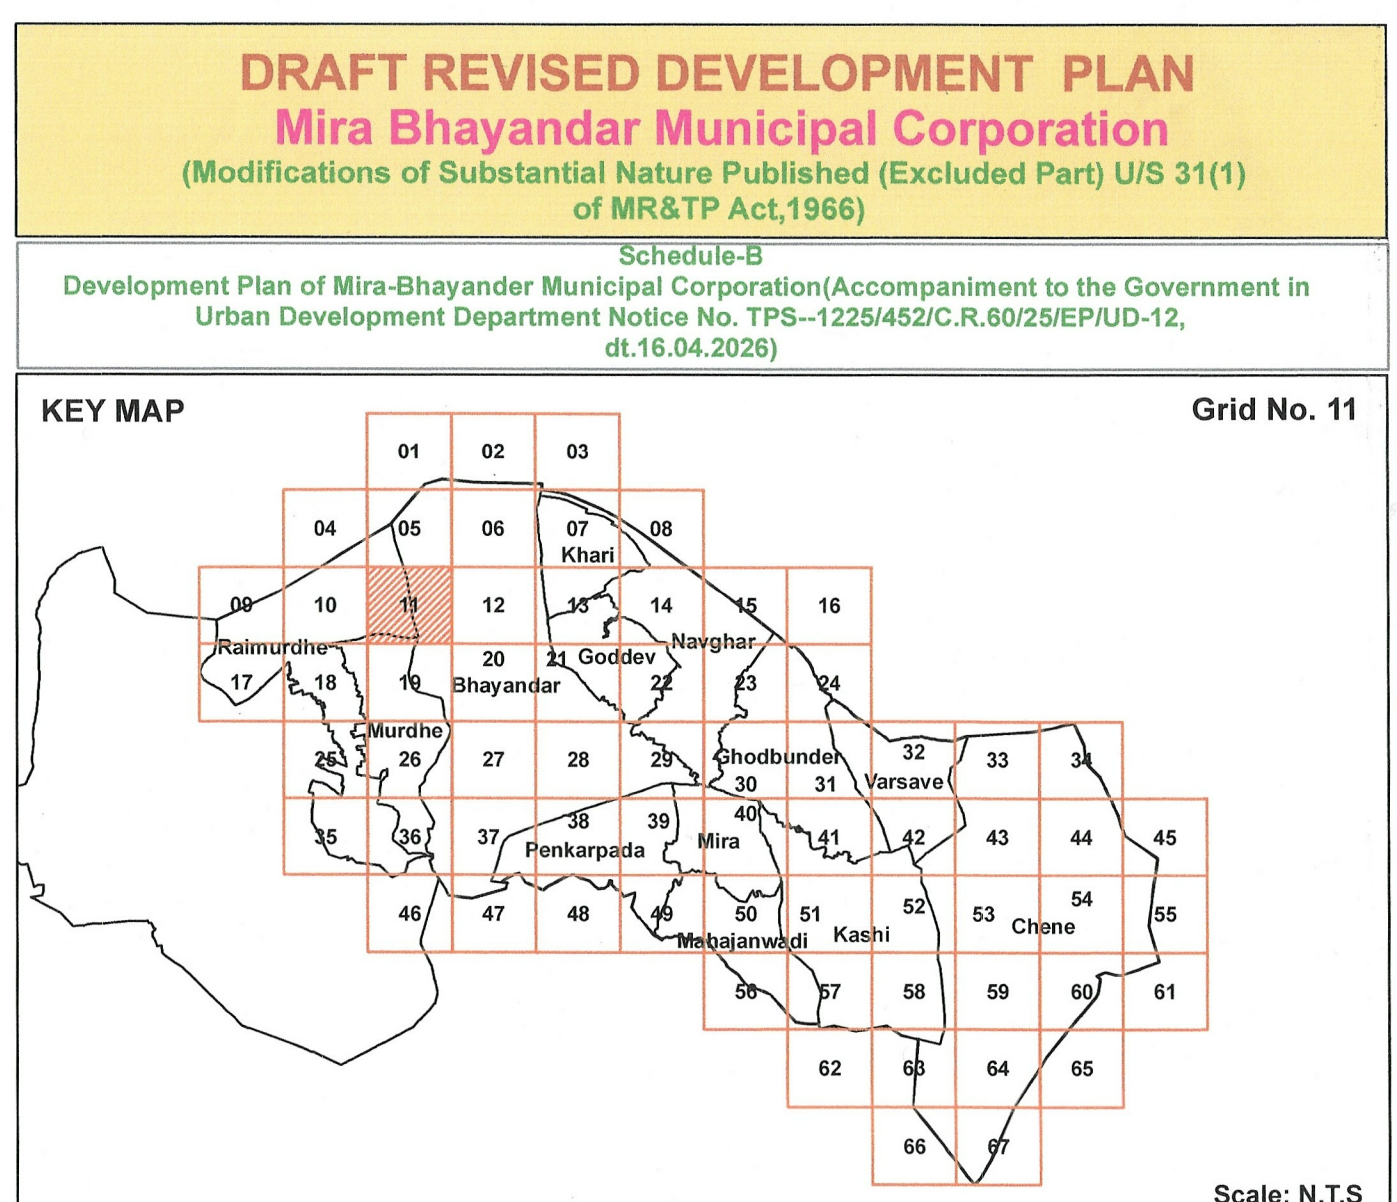 DRAFT REVISED DEVELOPMENT PLAN
Mira Bhayandar Municipal Corporation
(Modifications of Substantial Nature Published (Excluded Part) U/S 31(1)
of MR&TP Act,1966)
Schedule-B
Development Plan of Mira-Bhayander Municipal Corporation(Accompaniment to the Government in
Urban Development Department Notice No. TPS--1225/452/C.R.60/25/EP/UD-12,
dt.16.04.2026)
KEY MAP
Grid No. 11
01 02 03
04 05 06 07 08
Khari
09 10 11 12 13 14 15 16
Raimurdhe
Navghar
20 21 Goddev
17 18 19 Bhayandar 22 23 24
Murdhe
25 26 27 28 29 Ghodbunder 32 33 34
30 31 Varsave
35 36 37 38 39 40 41 42 43 44 45
Penkarpada Mira
46 47 48 49 50 51 52 53 54 55
Mahajanwadi Kashi Chene
56 57 58 59 60 61
62 63 64 65
66 67
Scale: N.T.S